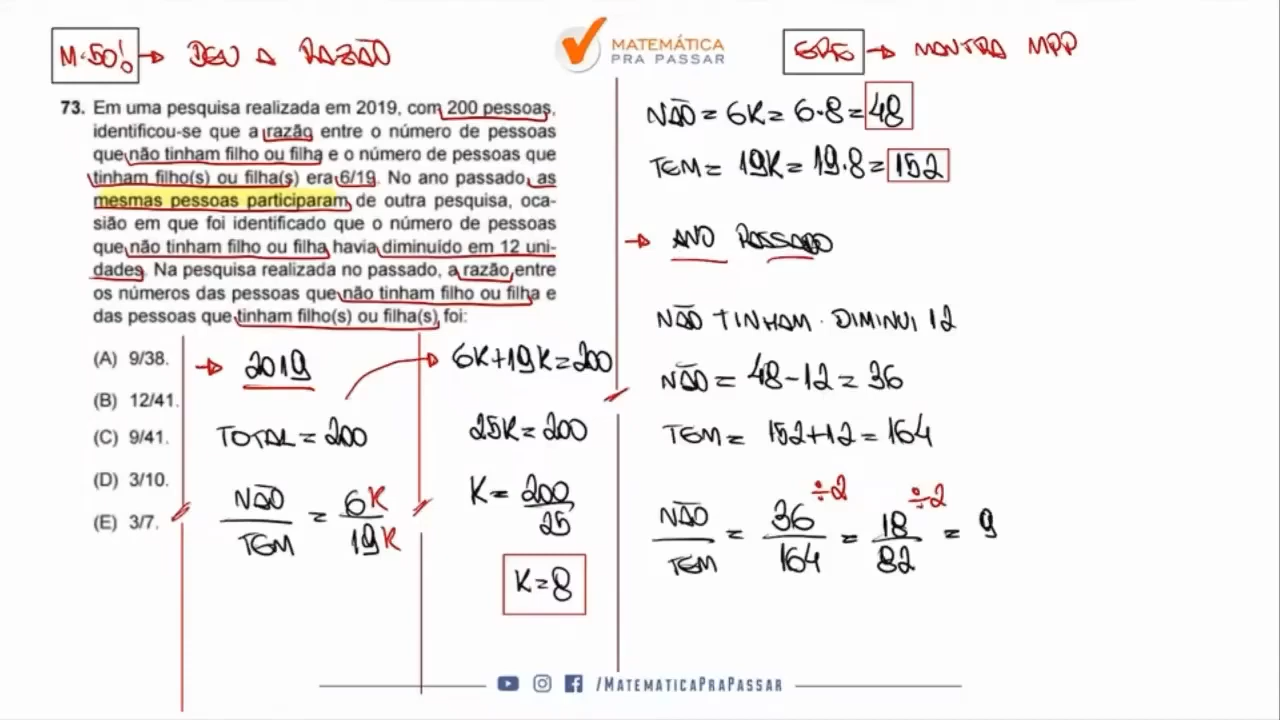 M.50! → DEU A RAZÃO
MATEMÁTICA
PRA PASSAR
→ MONTRA MPP
73. Em uma pesquisa realizada em 2019, com 200 pessoas,
identificou-se que a razão entre o número de pessoas
que não tinham filho ou filha e o número de pessoas que
tinham filho(s) ou filha(s) era 6/19. No ano passado, as
mesmas pessoas participaram de outra pesquisa, oca-
sião em que foi identificado que o número de pessoas
que não tinham filho ou filha havia diminuído em 12 uni-
dades. Na pesquisa realizada no passado, a razão entre
os números das pessoas que não tinham filho ou filha e
das pessoas que tinham filho(s) ou filha(s), foi:
(A) 9/38.
(B) 12/41.
(C) 9/41.
(D) 3/10.
(E) 3/7.
→ 2019
TOTAL = 200
NÃO/TEM = 6K/19K
6K+19K=200
25K=200
K=200/25
K=8
NÃO = 6K = 6·8 = 48
TEM = 19K = 19·8 = 152
→ ANO PASSADO
NÃO TINHAM. DIMINUI 12
NÃO = 48-12 = 36
TEM = 152+12 = 164
NÃO/TEM = 36/164 ÷2 = 18/82 ÷2 = 9
/MATEMATICAPRAPASSAR